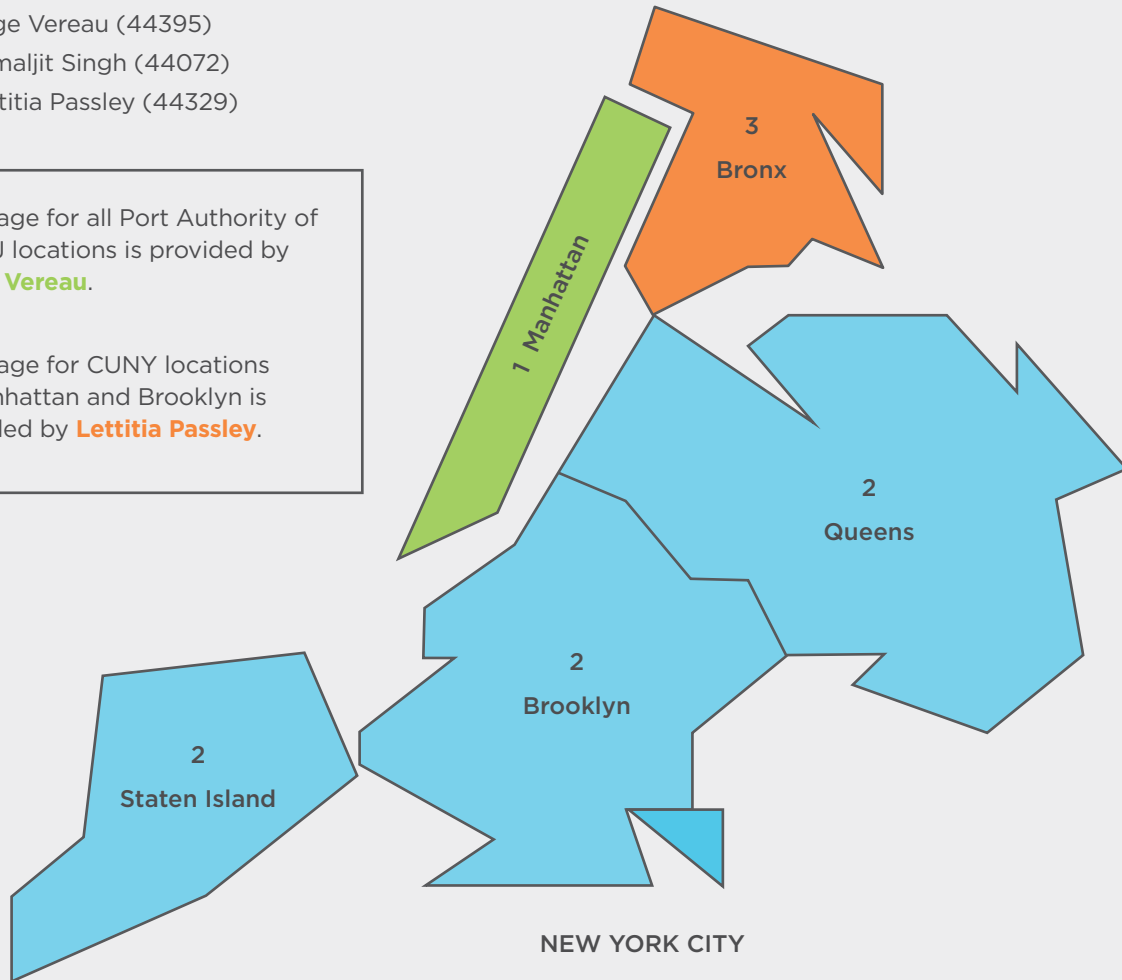 ge Vereau (44395)
maljit Singh (44072)
titia Passley (44329)
age for all Port Authority of
J locations is provided by
Vereau.
age for CUNY locations
nhattan and Brooklyn is
led by Lettitia Passley.
3
Bronx
1 Manhattan
2
Queens
2
Brooklyn
2
Staten Island
NEW YORK CITY